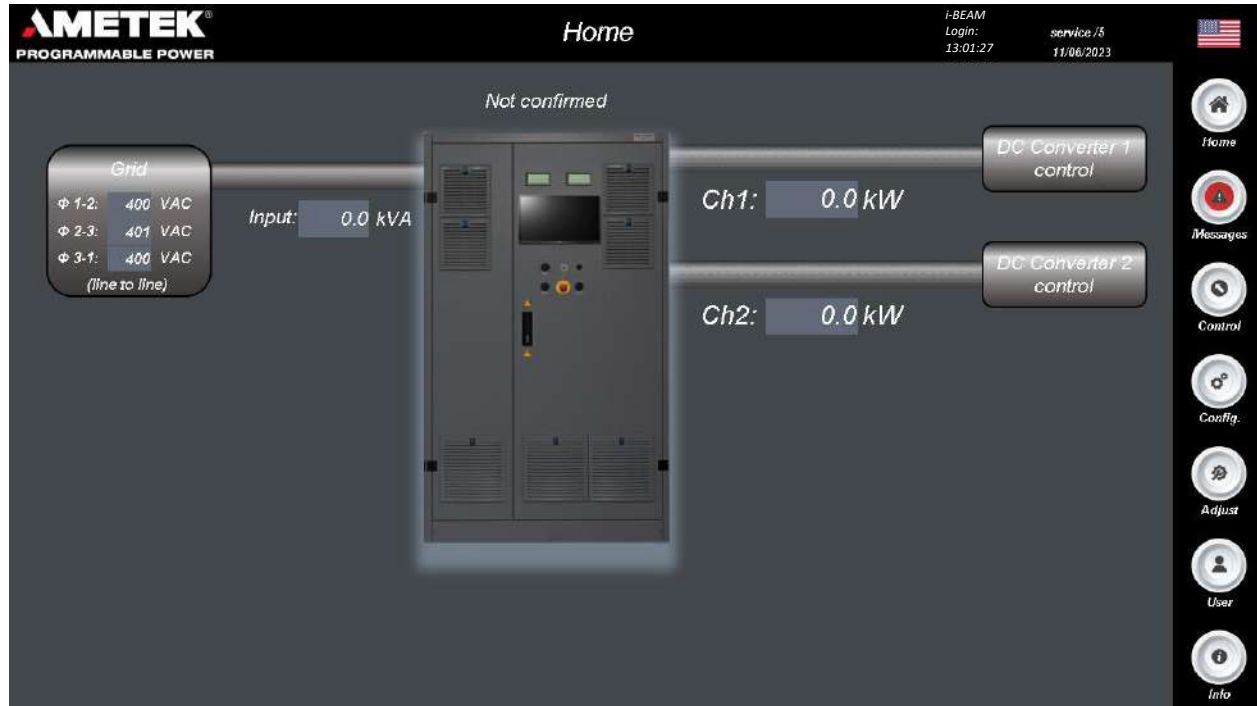 AMETEK®
PROGRAMMABLE POWER
Home
i-BEAM
Login:
13:01:27
service /5
11/06/2023
Not confirmed
Grid
Φ 1-2: 400 VAC
Φ 2-3: 401 VAC
Φ 3-1: 400 VAC
(line to line)
Input: 0.0 kVA
Ch1: 0.0 kW
Ch2: 0.0 kW
DC Converter 1
control
DC Converter 2
control
Home
Messages
Control
Config.
Adjust
User
Info